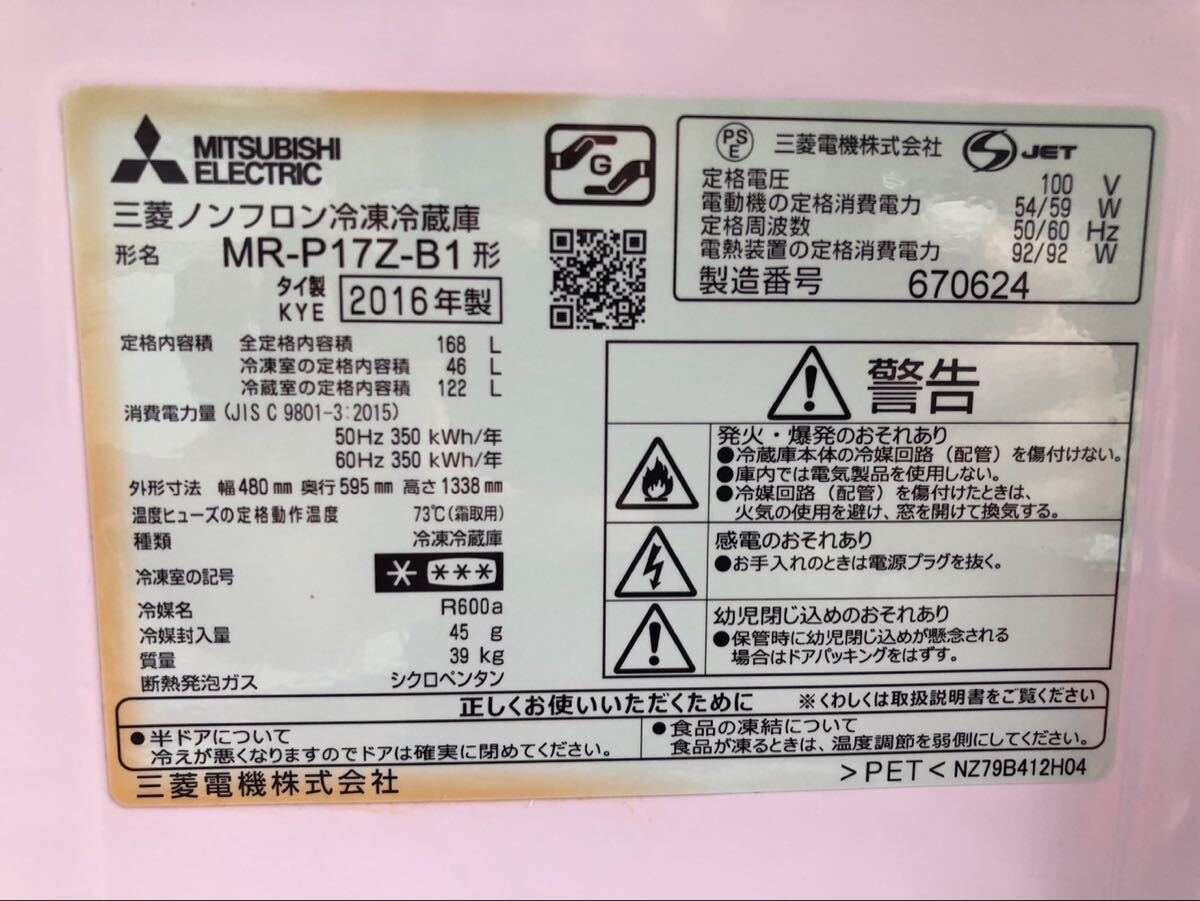 MITSUBISHI
ELECTRIC
三菱ノンフロン冷凍冷蔵庫
形名 MR-P17Z-B1形
タイ製
KYE
2016年製
定格内容積 全定格内容積 168 L
冷凍室の定格内容積 46 L
冷蔵室の定格内容積 122 L
消費電力量(JIS C 9801-3:2015)
50Hz 350 kWh/年
60Hz 350 kWh/年
外形寸法 幅480mm 奥行595mm 高さ1338mm
温度ヒューズの定格動作温度 73℃(霜取用)
種類 冷凍冷蔵庫
冷凍室の記号 * ***
冷媒名 R600a
冷媒封入量 45 g
質量 39 kg
断熱発泡ガス シクロペンタン
G
PS
E
三菱電機株式会社
S JET
定格電圧 100 V
電動機の定格消費電力 54/59 W
定格周波数 50/60 Hz
電熱装置の定格消費電力 92/92 W
製造番号 670624
警告
発火・爆発のおそれあり
●冷蔵庫本体の冷媒回路(配管)を傷付けない。
●庫内では電気製品を使用しない。
●冷媒回路(配管)を傷付けたときは、
火気の使用を避け、窓を開けて換気する。
感電のおそれあり
●お手入れのときは電源プラグを抜く。
幼児閉じ込めのおそれあり
●保管時に幼児閉じ込めが懸念される
場合はドアパッキングをはずす。
正しくお使いいただくために ※くわしくは取扱説明書をご覧ください
●半ドアについて
冷えが悪くなりますのでドアは確実に閉めてください。
●食品の凍結について
食品が凍るときは、温度調節を弱側にしてください。
三菱電機株式会社
>PET< NZ79B412H04